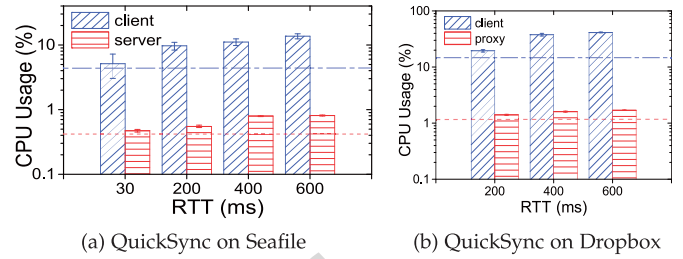 client
server
CPU Usage (%)
10
1
0.1
30 200 400 600
RTT (ms)
(a) QuickSync on Seafile
client
proxy
CPU Usage (%)
100
10
1
0.1
200 400 600
RTT (ms)
(b) QuickSync on Dropbox